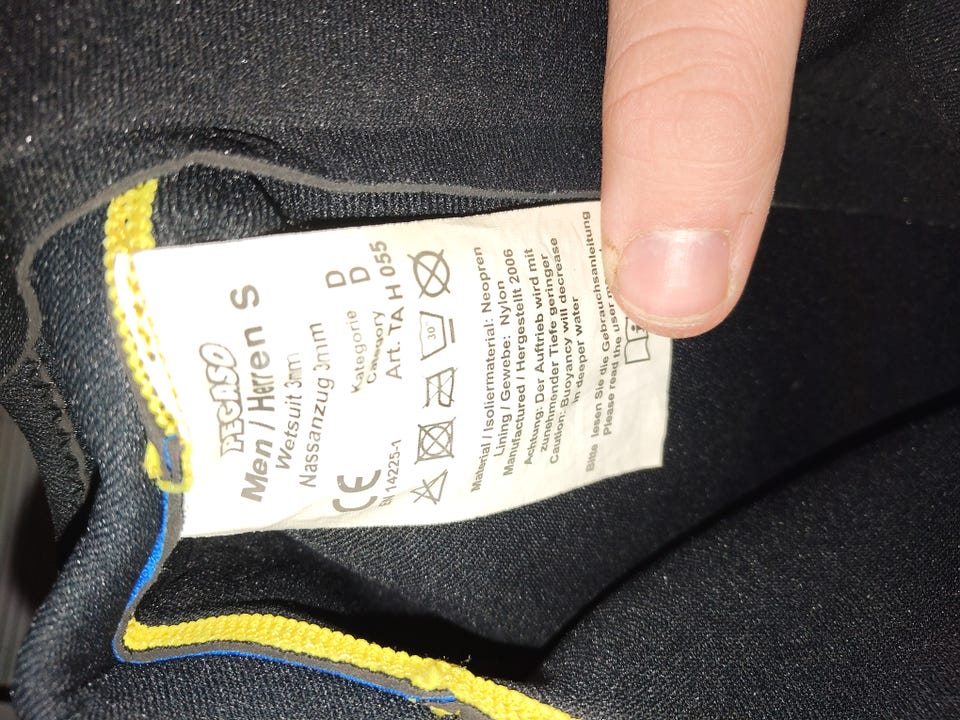 PEGASO
Men / Herren S
Wetsuit 3mm
Nassanzug 3mm
Kategorie D
Category D
CE Art. TA H 055
EN 14225-1
30°
Material / Isoliermaterial: Neopren
Lining / Gewebe: Nylon
Manufactured / Hergestellt 2006
Achtung: Der Auftrieb wird mit
zunehmender Tiefe geringer
Caution: Buoyancy will decrease
in deeper water
Bitte lesen Sie die Gebrauchsanleitung
Please read the user